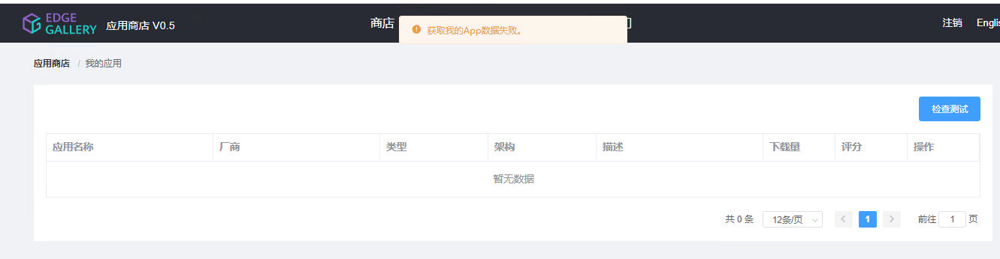 EDGE
GALLERY
应用商店 V0.5
商店
获取我的App数据失败。
注销
应用商店 / 我的应用
检查测试
应用名称 厂商 类型 架构 描述 下载量 评分 操作
暂无数据
共 0 条 12条/页 1 前往 1 页